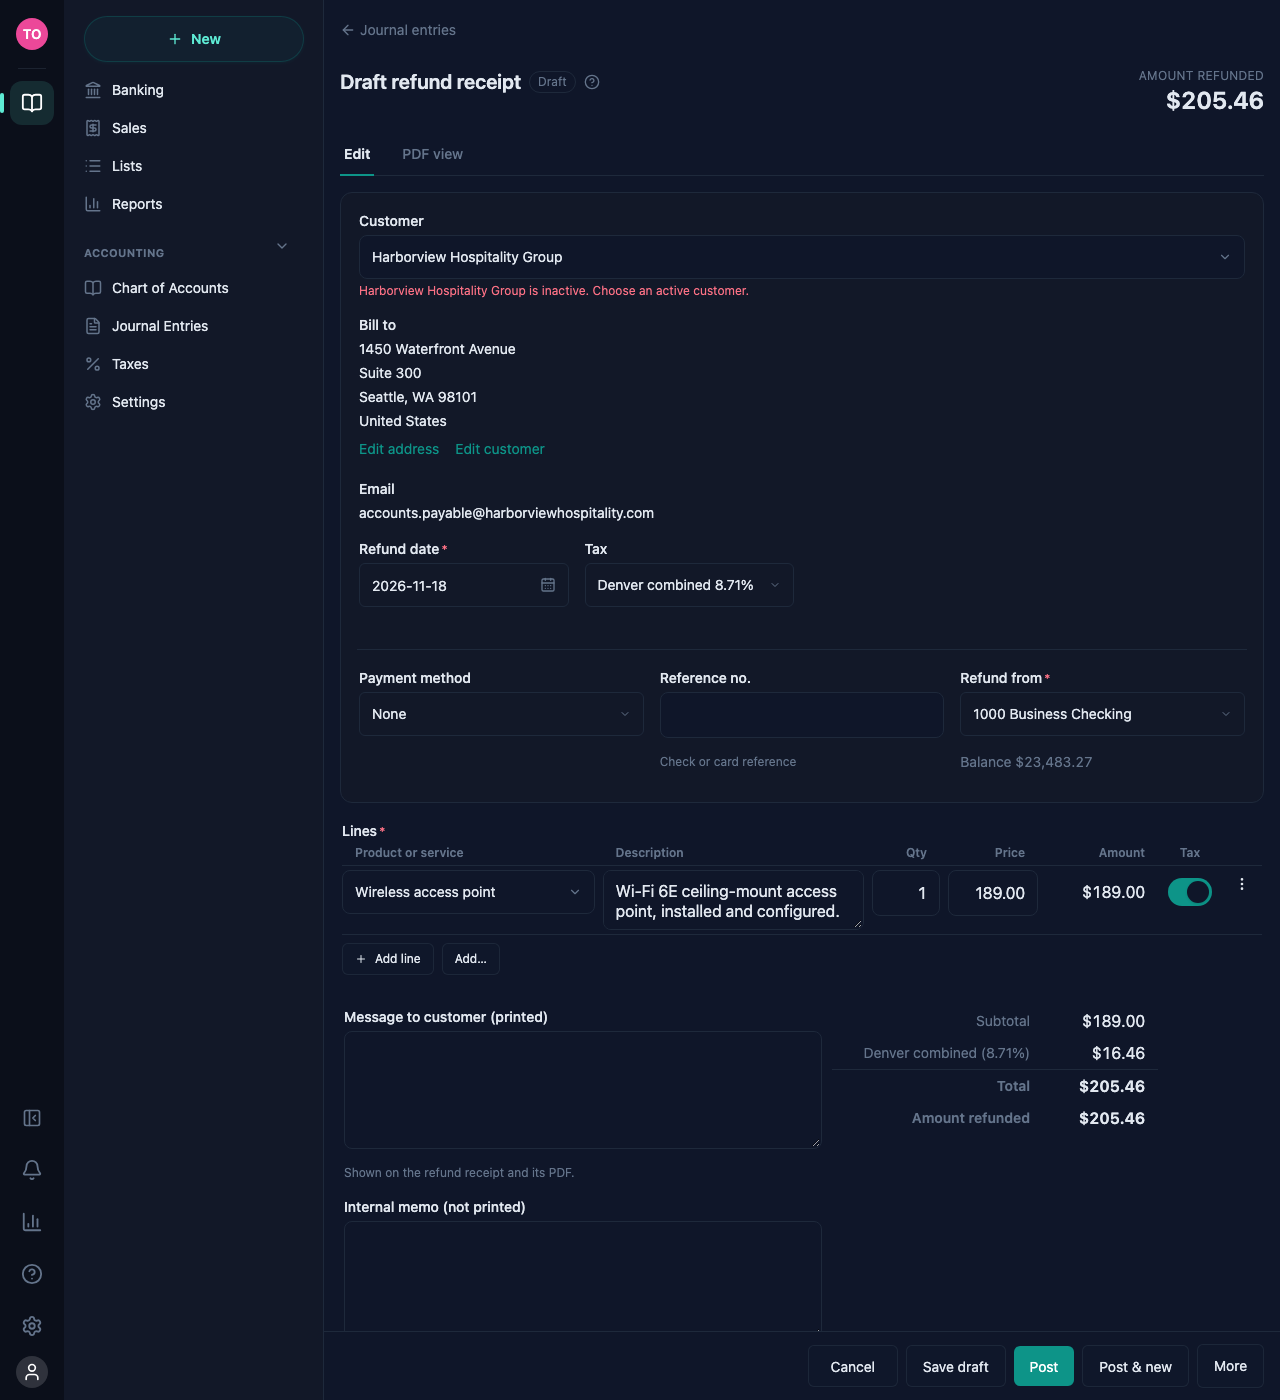 TO
New
Banking
Sales
Lists
Reports
ACCOUNTING
Chart of Accounts
Journal Entries
Taxes
Settings
Journal entries
Draft refund receipt
Draft
AMOUNT REFUNDED
$205.46
Edit
PDF view
Customer
Harborview Hospitality Group
Harborview Hospitality Group is inactive. Choose an active customer.
Bill to
1450 Waterfront Avenue
Suite 300
Seattle, WA 98101
United States
Edit address Edit customer
Email
accounts.payable@harborviewhospitality.com
Refund date* Tax
2026-11-18 Denver combined 8.71%
Payment method Reference no. Refund from*
None 1000 Business Checking
Check or card reference Balance $23,483.27
Lines*
Product or service Description Qty Price Amount Tax
Wireless access point Wi-Fi 6E ceiling-mount access 1 189.00 $189.00
point, installed and configured.
Add line Add...
Message to customer (printed)
Shown on the refund receipt and its PDF.
Subtotal $189.00
Denver combined (8.71%) $16.46
Total $205.46
Amount refunded $205.46
Internal memo (not printed)
Cancel Save draft Post Post & new More